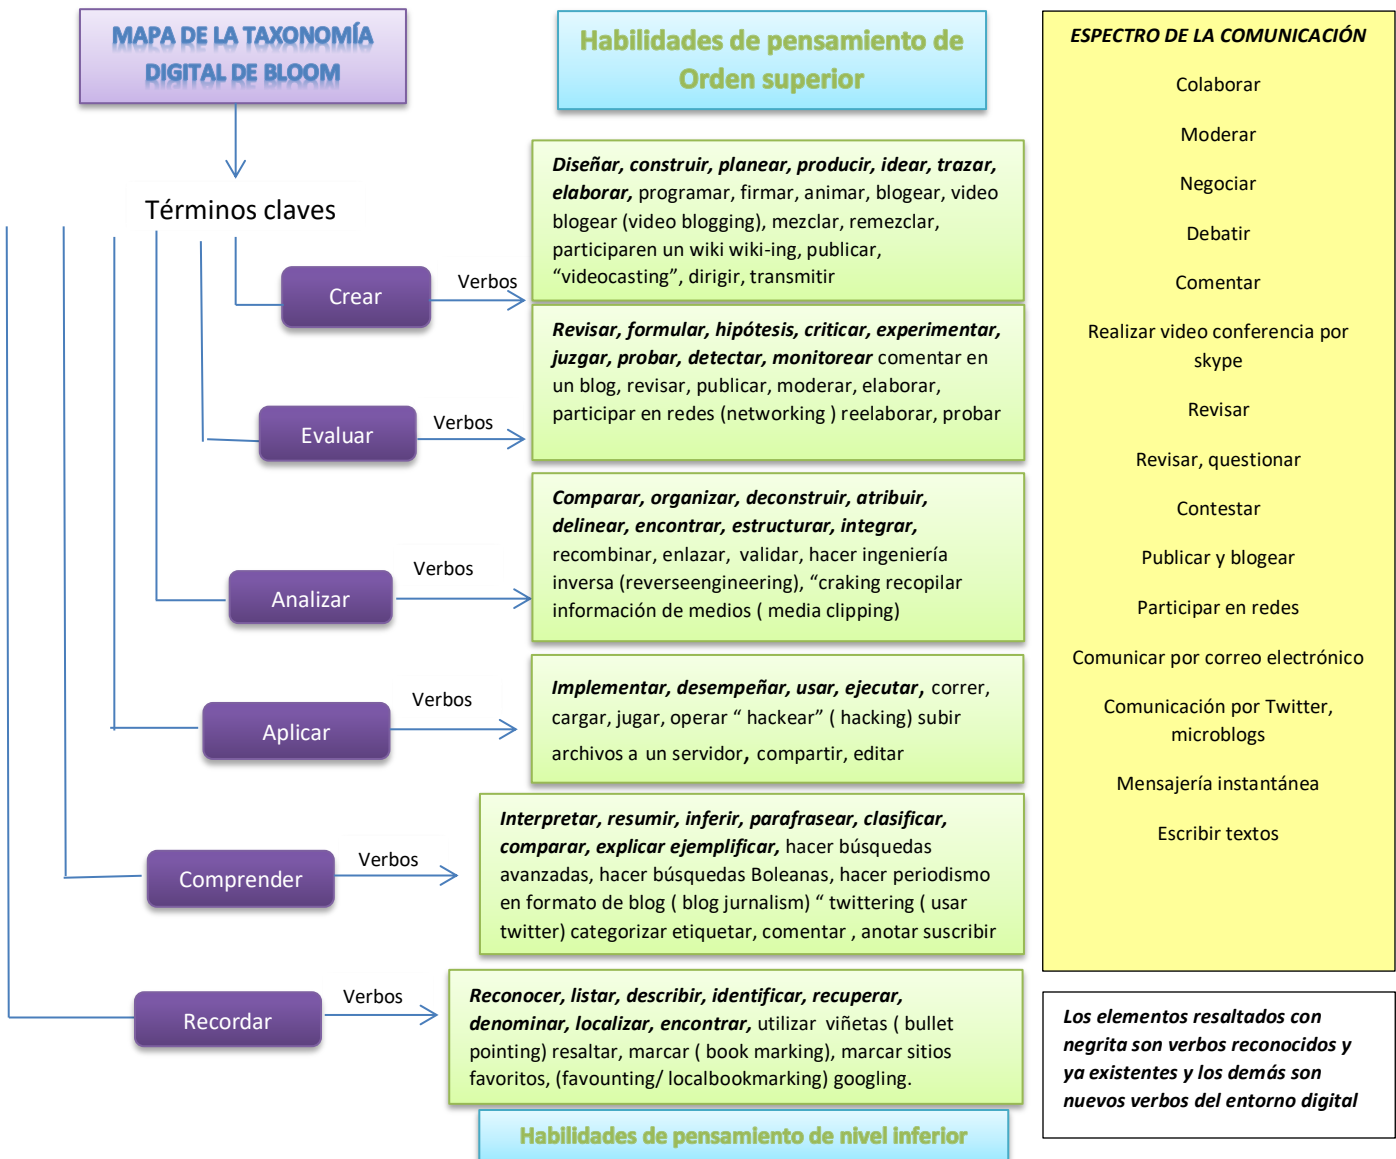 MAPA DE LA TAXONOMÍA
DIGITAL DE BLOOM
Habilidades de pensamiento de
Orden superior
Términos claves
Crear
Verbos
Diseñar, construir, planear, producir, idear, trazar,
elaborar, programar, firmar, animar, blogear, video
blogear (video blogging), mezclar, remezclar,
participaren un wiki wiki-ing, publicar,
“videocasting”, dirigir, transmitir
Evaluar
Verbos
Revisar, formular, hipótesis, criticar, experimentar,
juzgar, probar, detectar, monitorear comentar en
un blog, revisar, publicar, moderar, elaborar,
participar en redes (networking ) reelaborar, probar
Analizar
Verbos
Comparar, organizar, deconstruir, atribuir,
delinear, encontrar, estructurar, integrar,
recombinar, enlazar, validar, hacer ingeniería
inversa (reverseengineering), “craking recopilar
información de medios ( media clipping)
Aplicar
Verbos
Implementar, desempeñar, usar, ejecutar, correr,
cargar, jugar, operar “ hackear” ( hacking) subir
archivos a un servidor, compartir, editar
Comprender
Verbos
Interpretar, resumir, inferir, parafrasear, clasificar,
comparar, explicar ejemplificar, hacer búsquedas
avanzadas, hacer búsquedas Boleanas, hacer periodismo
en formato de blog ( blog jurnalism) “ twittering ( usar
twitter) categorizar etiquetar, comentar , anotar suscribir
Recordar
Verbos
Reconocer, listar, describir, identificar, recuperar,
denominar, localizar, encontrar, utilizar viñetas ( bullet
pointing) resaltar, marcar ( book marking), marcar sitios
favoritos, (favounting/ localbookmarking) googling.
Habilidades de pensamiento de nivel inferior
ESPECTRO DE LA COMUNICACIÓN
Colaborar
Moderar
Negociar
Debatir
Comentar
Realizar video conferencia por
skype
Revisar
Revisar, questionar
Contestar
Publicar y blogear
Participar en redes
Comunicar por correo electrónico
Comunicación por Twitter,
microblogs
Mensajería instantánea
Escribir textos
Los elementos resaltados con
negrita son verbos reconocidos y
ya existentes y los demás son
nuevos verbos del entorno digital